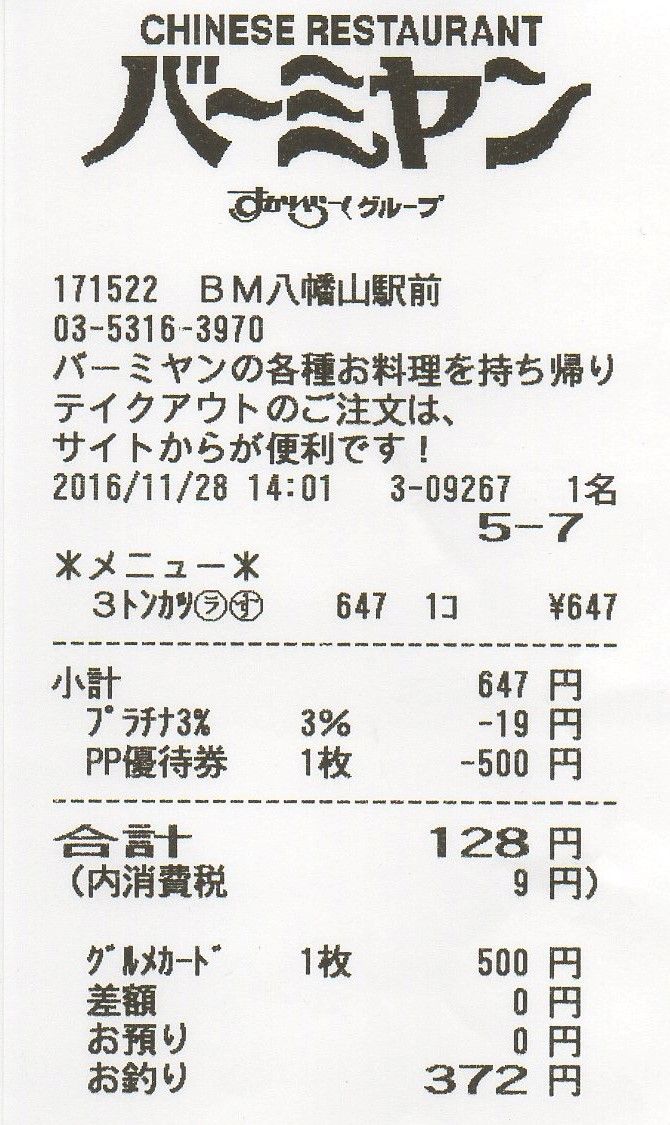 CHINESE RESTAURANT
バーミヤン
すかいらーくグループ
171522 BM八幡山駅前
03-5316-3970
バーミヤンの各種お料理を持ち帰り
テイクアウトのご注文は、
サイトからが便利です!
2016/11/28 14:01 3-09267 1名
5-7
*メニュー*
3トンカツ㋶す 647 1コ ¥647
小計 647 円
プラチナ3% 3% -19 円
PP優待券 1枚 -500 円
合計 128 円
(内消費税 9 円)
グルメカード 1枚 500 円
差額 0 円
お預り 0 円
お釣り 372 円